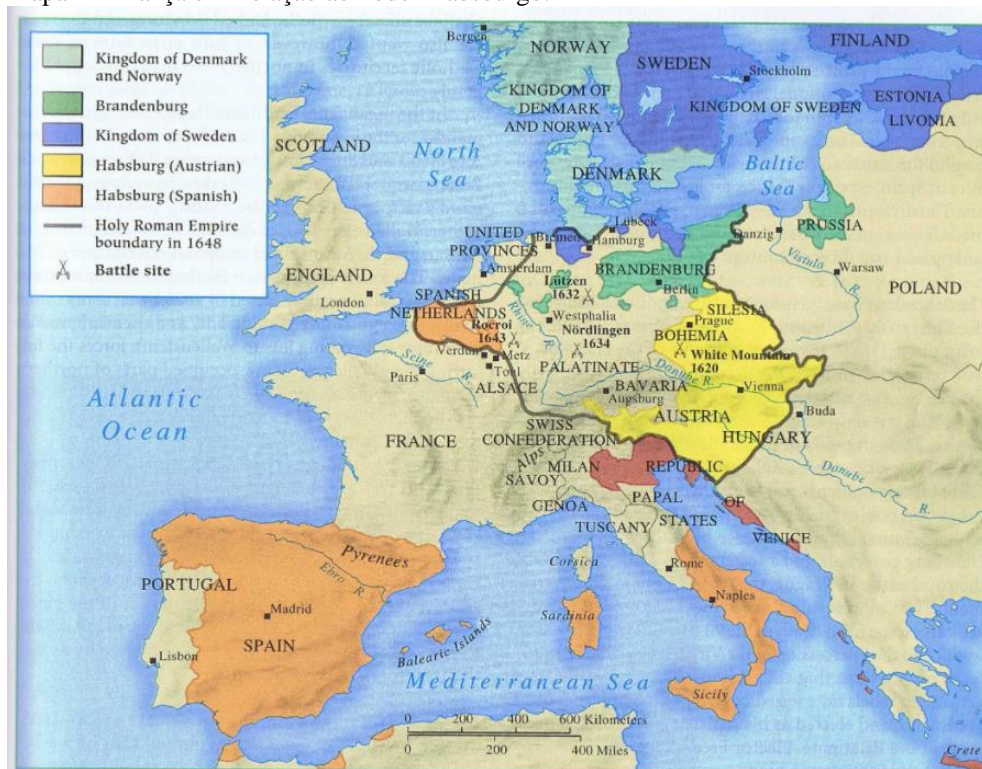 Kingdom of Denmark
and Norway
Brandenburg
Kingdom of Sweden
Habsburg (Austrian)
Habsburg (Spanish)
Holy Roman Empire
boundary in 1648
Battle site
Bergen
NORWAY
SWEDEN
FINLAND
Stockholm
KINGDOM OF
DENMARK
AND NORWAY
KINGDOM OF SWEDEN
ESTONIA
LIVONIA
SCOTLAND
North
Sea
Baltic
Sea
DENMARK
Lübeck
Danzig
PRUSSIA
UNITED
PROVINCES
Bremen
Hamburg
Amsterdam
BRANDENBURG
Berlin
Vistula
R.
Warsaw
POLAND
ENGLAND
London
Lützen
1632
SPANISH
NETHERLANDS
Westphalia
SILESIA
Prague
BOHEMIA
Rocroi
1643
Rhine
R.
Nördlingen
1634
White Mountain
1620
Verdun
Metz
Toul
PALATINATE
Seine
R.
Paris
ALSACE
BAVARIA
Augsburg
Danube R.
Vienna
Atlantic
Ocean
AUSTRIA
Buda
FRANCE
SWISS
CONFEDERATION
HUNGARY
Alps
MILAN
REPUBLIC
OF
VENICE
Danube
R.
SAVOY
GENOA
PAPAL
STATES
TUSCANY
Pyrenees
Ebro R.
Corsica
Rome
PORTUGAL
Madrid
SPAIN
Lisbon
Balearic Islands
Sardinia
Naples
Mediterranean Sea
Sicily
0 200 400 600 Kilometers
0 200 400 Miles
Crete